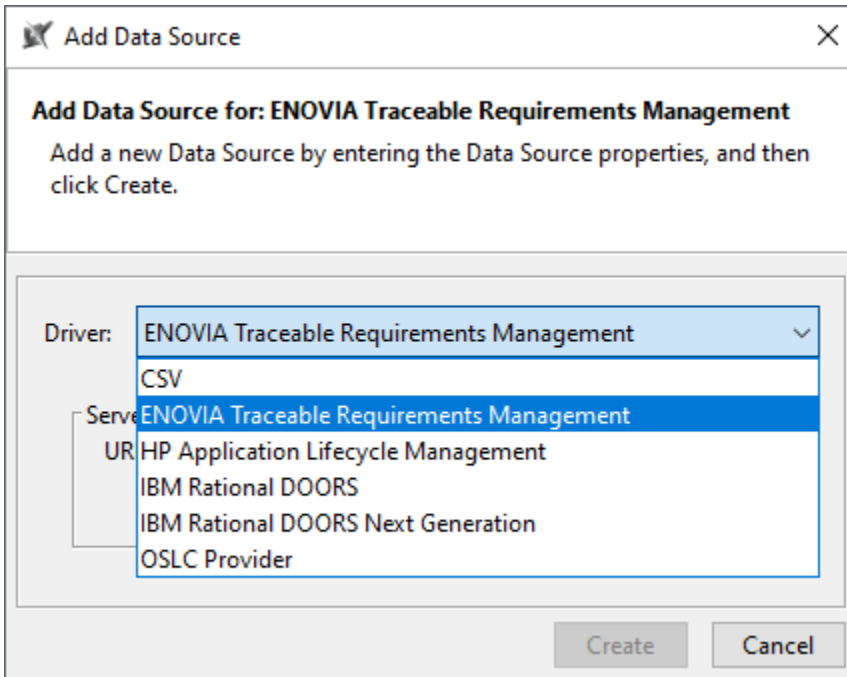 Add Data Source
Add Data Source for: ENOVIA Traceable Requirements Management
Add a new Data Source by entering the Data Source properties, and then
click Create.
Driver:
ENOVIA Traceable Requirements Management
CSV
ENOVIA Traceable Requirements Management
HP Application Lifecycle Management
IBM Rational DOORS
IBM Rational DOORS Next Generation
OSLC Provider
Create
Cancel